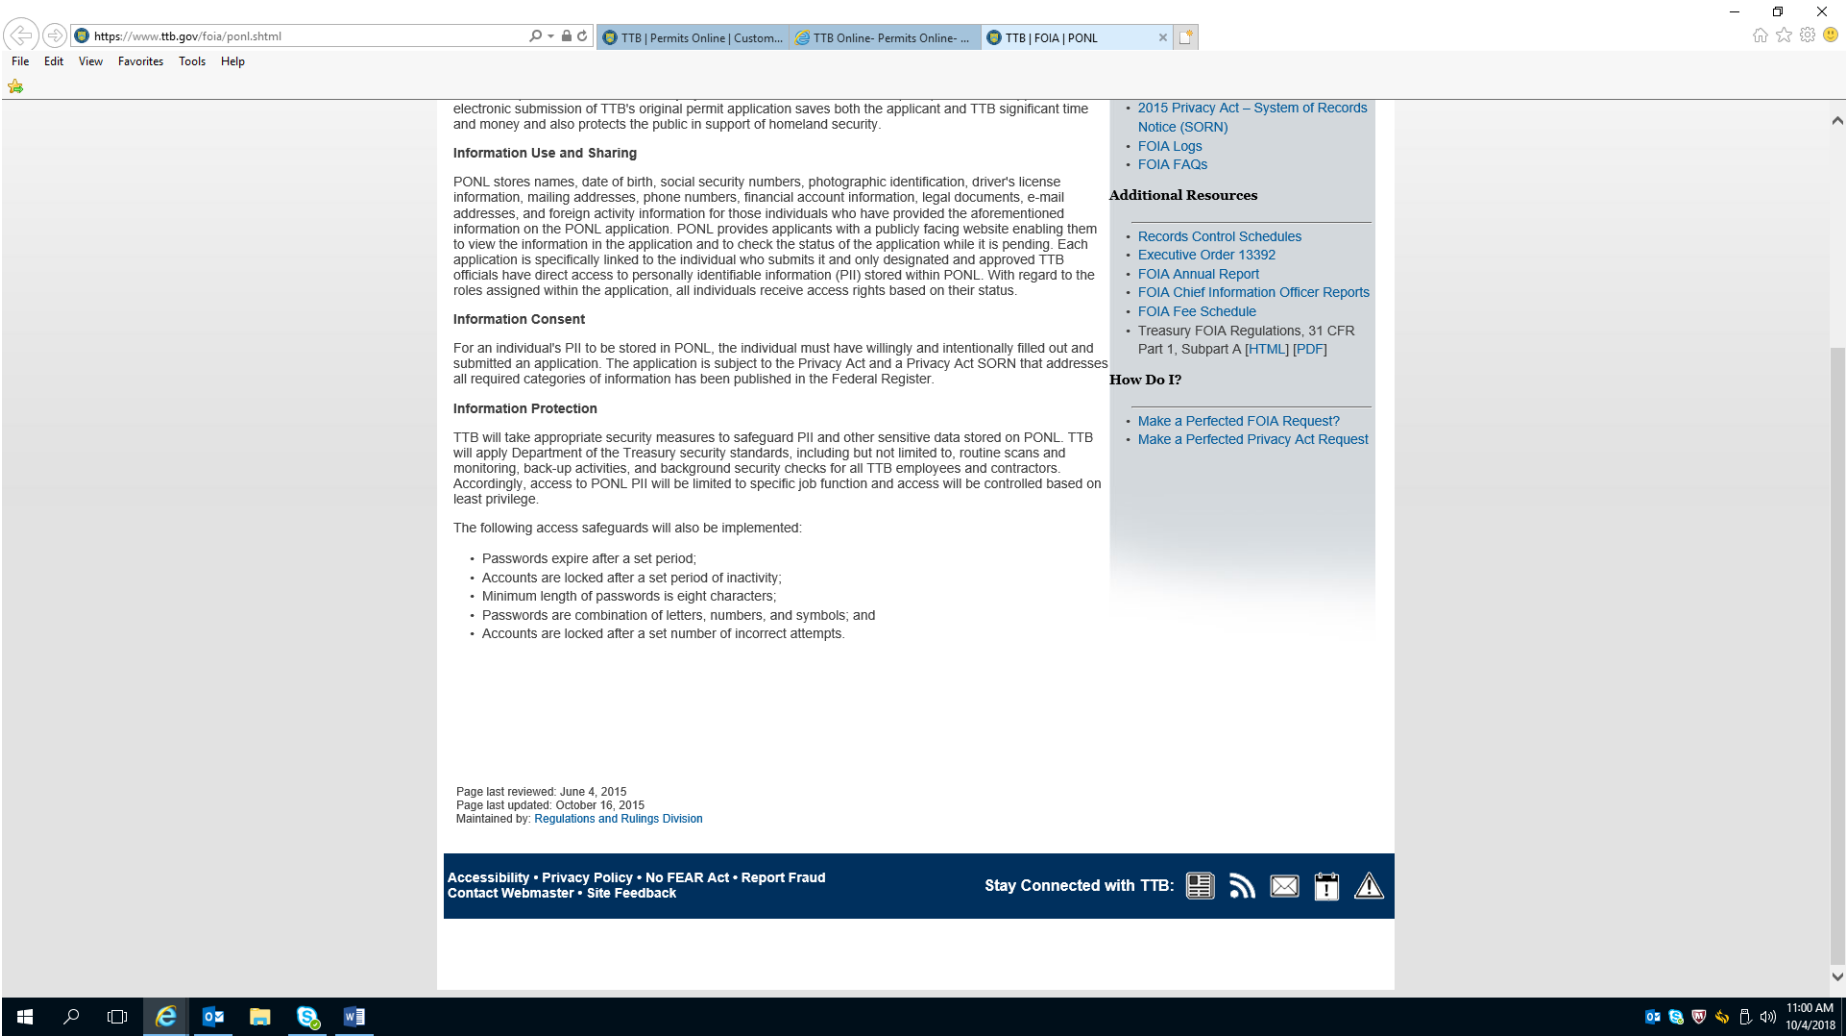 https://www.ttb.gov/foia/ponl.shtml
TTB | Permits Online | Custom...
TTB Online- Permits Online- ...
TTB | FOIA | PONL
File Edit View Favorites Tools Help
electronic submission of TTB's original permit application saves both the applicant and TTB significant time
and money and also protects the public in support of homeland security.
Information Use and Sharing
PONL stores names, date of birth, social security numbers, photographic identification, driver's license
information, mailing addresses, phone numbers, financial account information, legal documents, e-mail
addresses, and foreign activity information for those individuals who have provided the aforementioned
information on the PONL application. PONL provides applicants with a publicly facing website enabling them
to view the information in the application and to check the status of the application while it is pending. Each
application is specifically linked to the individual who submits it and only designated and approved TTB
officials have direct access to personally identifiable information (PII) stored within PONL. With regard to the
roles assigned within the application, all individuals receive access rights based on their status.
Information Consent
For an individual's PII to be stored in PONL, the individual must have willingly and intentionally filled out and
submitted an application. The application is subject to the Privacy Act and a Privacy Act SORN that addresses
all required categories of information has been published in the Federal Register.
Information Protection
TTB will take appropriate security measures to safeguard PII and other sensitive data stored on PONL. TTB
will apply Department of the Treasury security standards, including but not limited to, routine scans and
monitoring, back-up activities, and background security checks for all TTB employees and contractors.
Accordingly, access to PONL PII will be limited to specific job function and access will be controlled based on
least privilege.
The following access safeguards will also be implemented:
• Passwords expire after a set period;
• Accounts are locked after a set period of inactivity;
• Minimum length of passwords is eight characters;
• Passwords are combination of letters, numbers, and symbols; and
• Accounts are locked after a set number of incorrect attempts.
• 2015 Privacy Act – System of Records
Notice (SORN)
• FOIA Logs
• FOIA FAQs
Additional Resources
• Records Control Schedules
• Executive Order 13392
• FOIA Annual Report
• FOIA Chief Information Officer Reports
• FOIA Fee Schedule
• Treasury FOIA Regulations, 31 CFR
Part 1, Subpart A [HTML] [PDF]
How Do I?
• Make a Perfected FOIA Request?
• Make a Perfected Privacy Act Request
Page last reviewed: June 4, 2015
Page last updated: October 16, 2015
Maintained by: Regulations and Rulings Division
Accessibility • Privacy Policy • No FEAR Act • Report Fraud
Contact Webmaster • Site Feedback
Stay Connected with TTB:
11:00 AM
10/4/2018